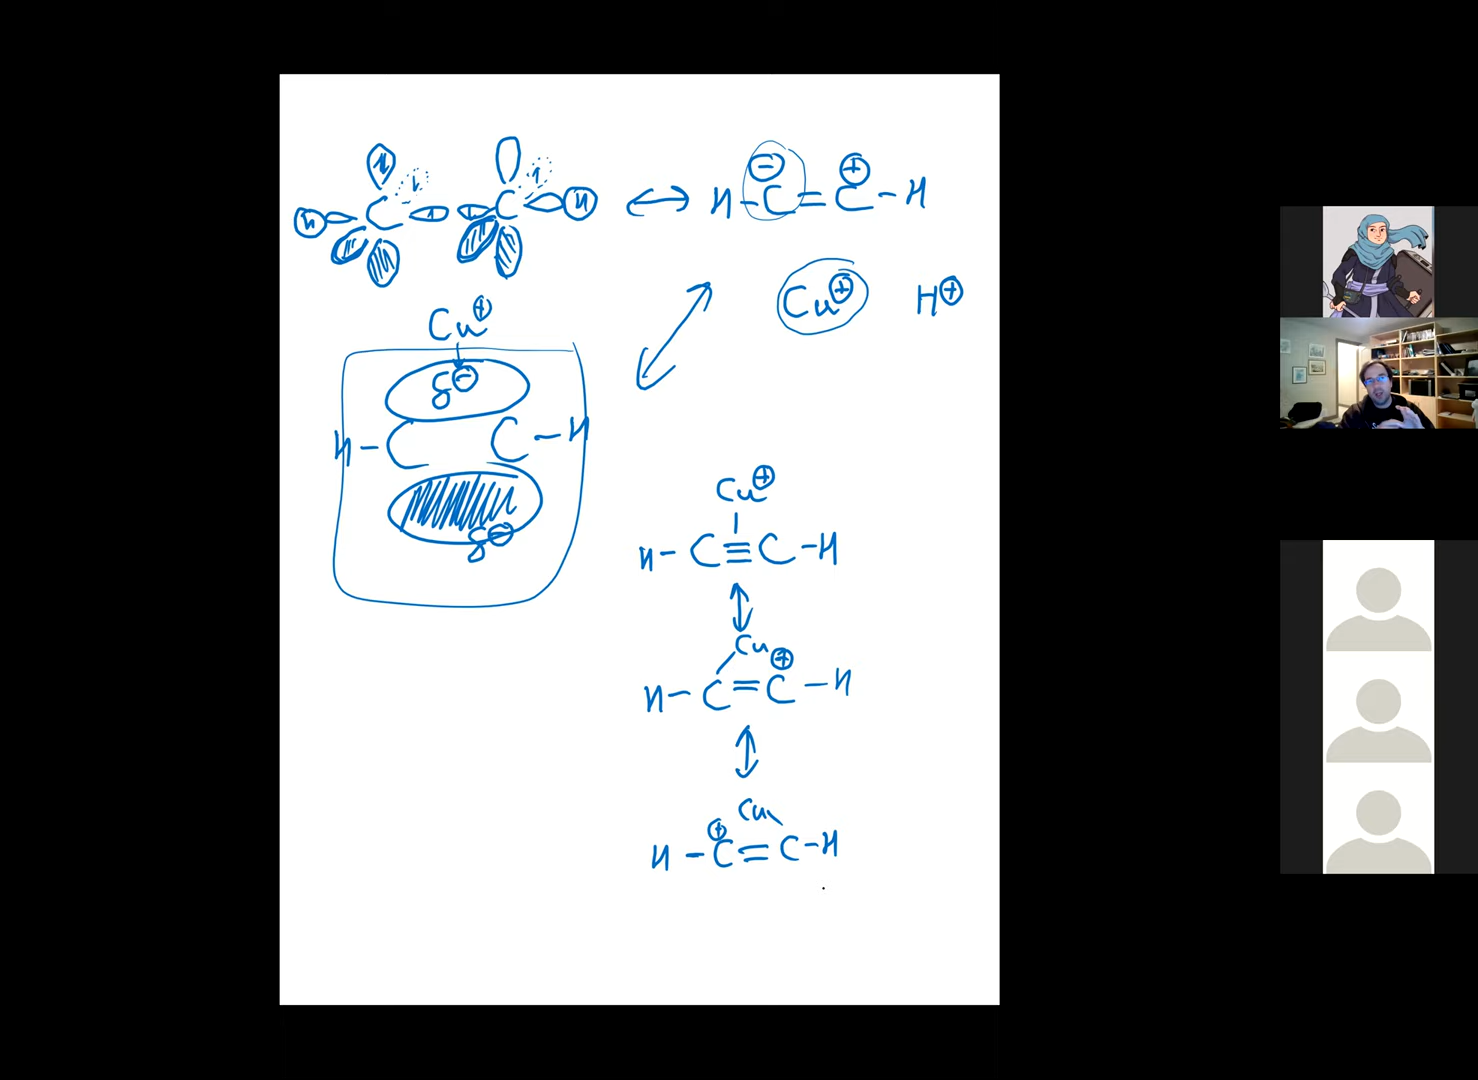 H C C H ↔ H-C⊖=C⊕-H
Cu⊕ H⊕
Cu⊕
δ⊖
H-C C-H
δ⊖
Cu⊕
H-C≡C-H
Cu
H-C=C⊕-H
Cu
H-C⊕=C-H